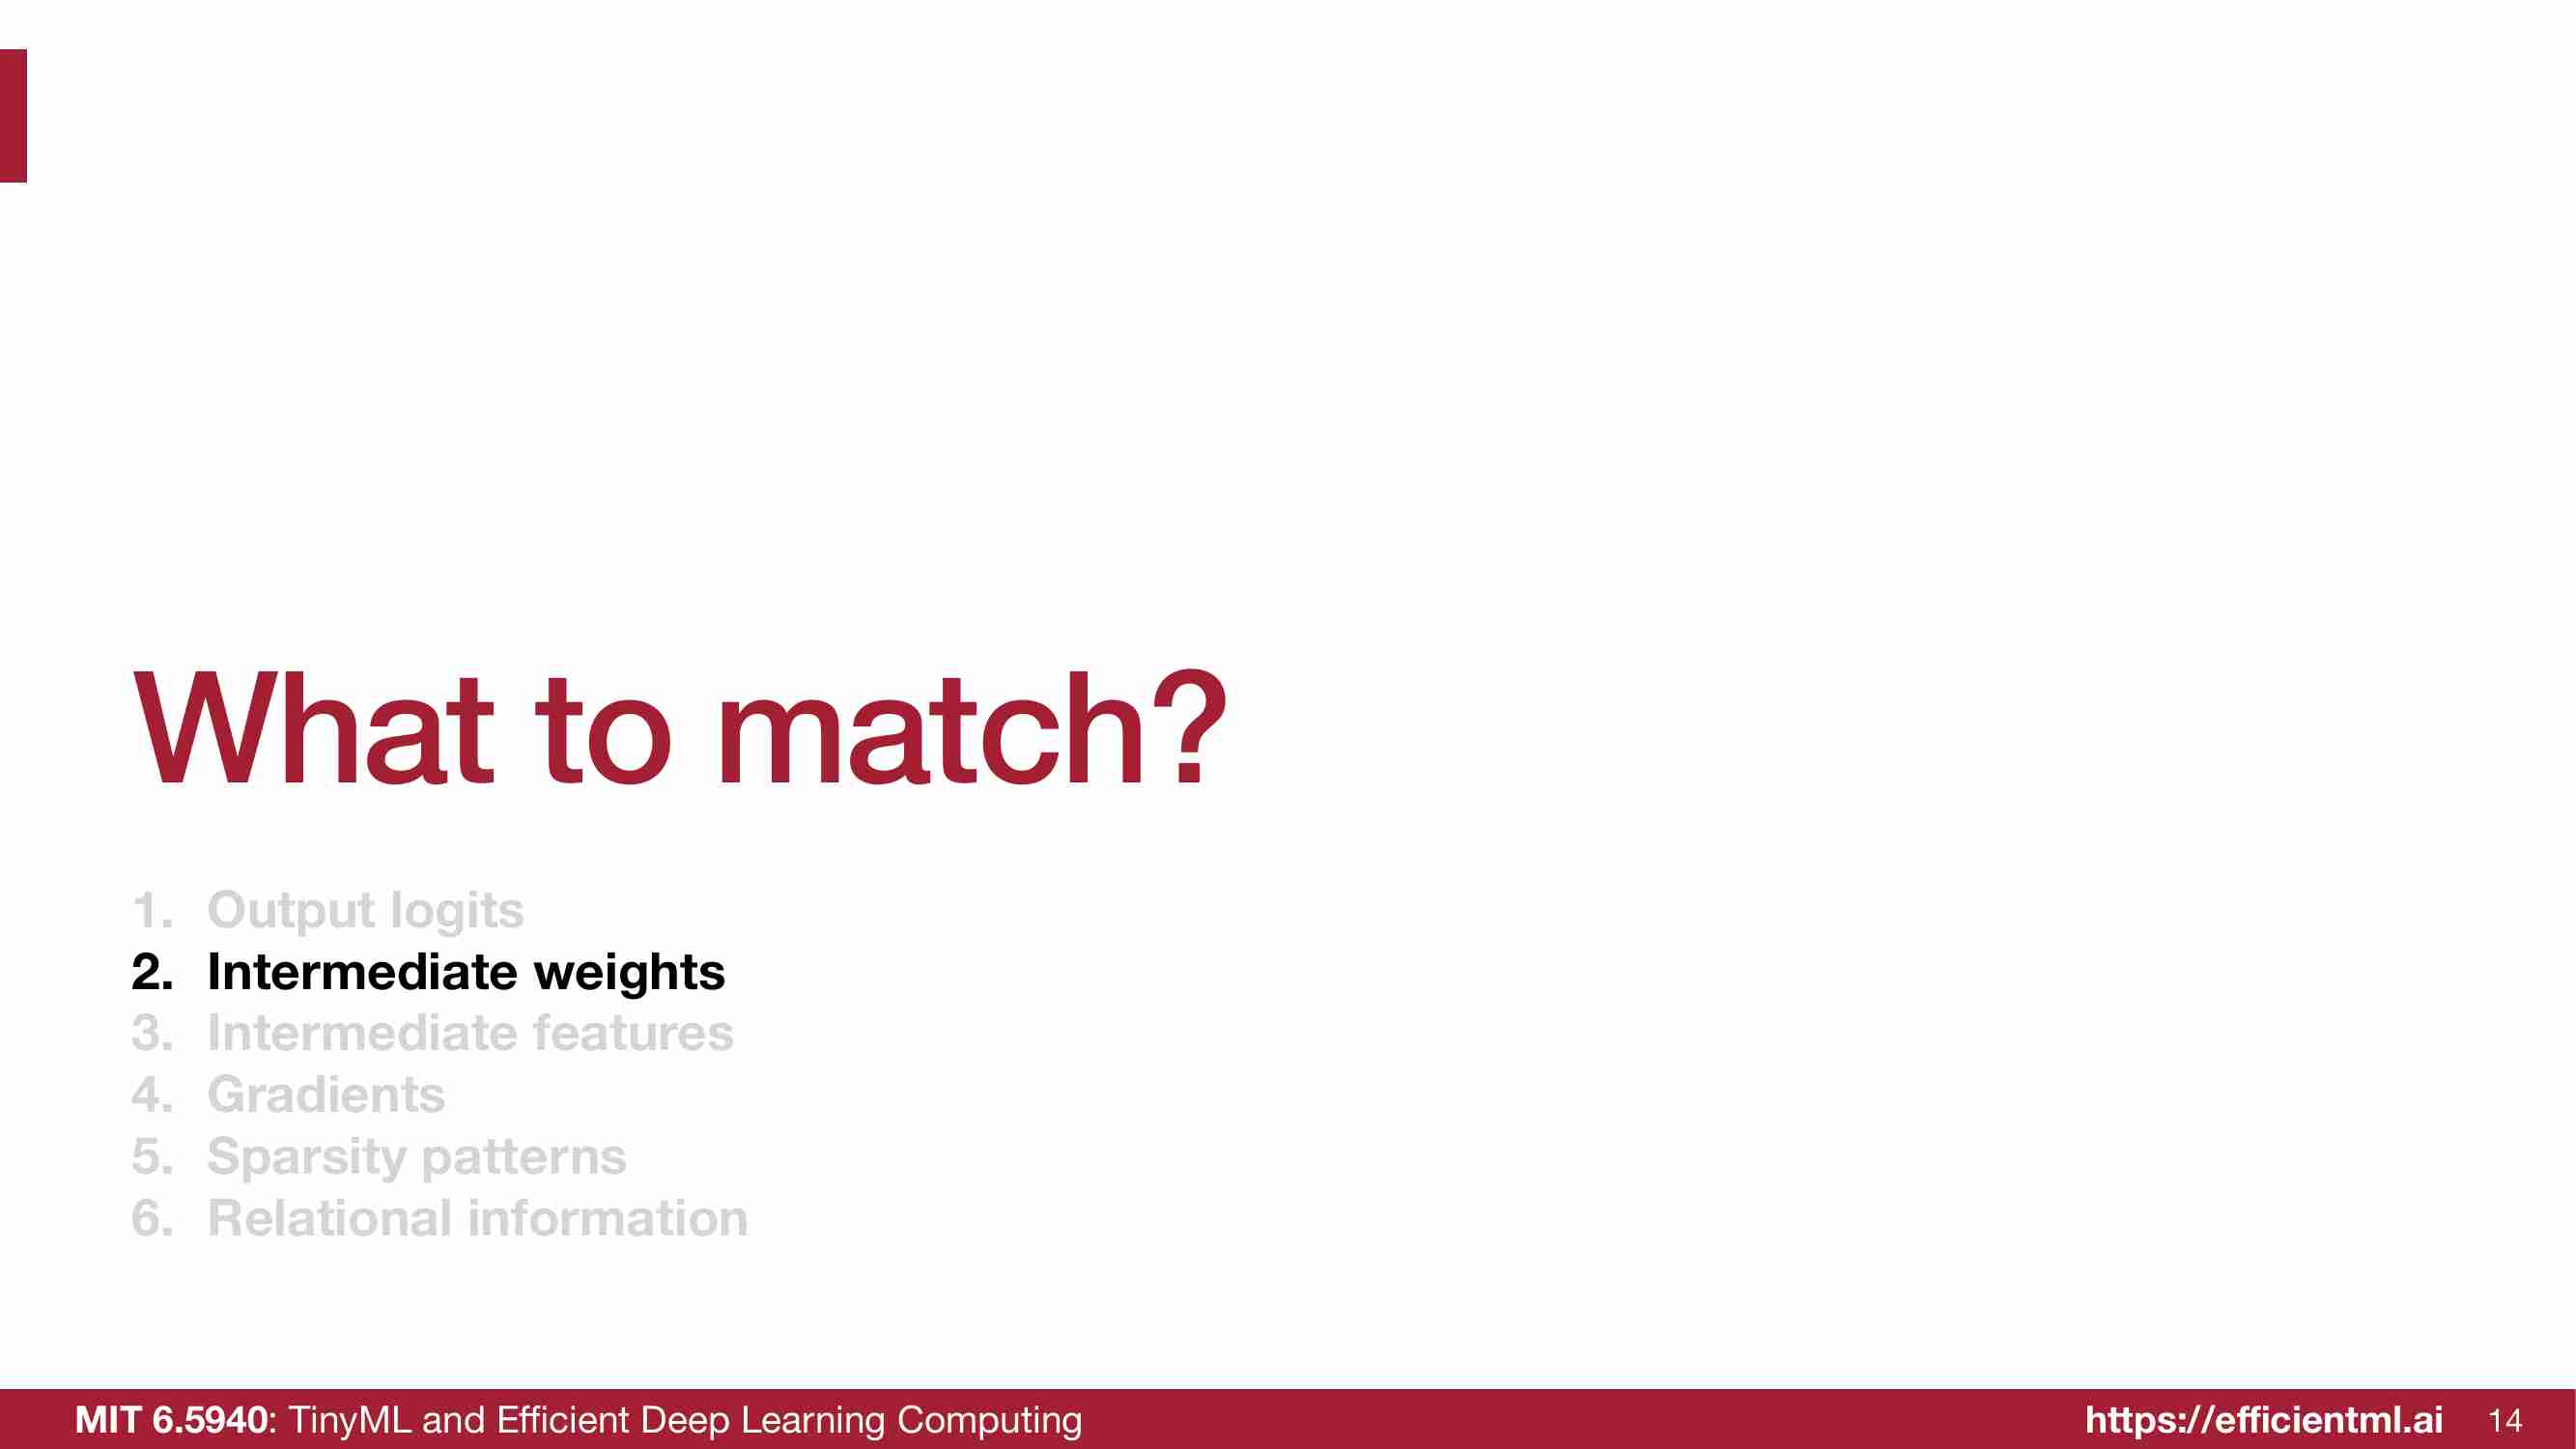 What to match?
1. Output logits
2. Intermediate weights
3. Intermediate features
4. Gradients
5. Sparsity patterns
6. Relational information
MIT 6.5940: TinyML and Efficient Deep Learning Computing
https://efficientml.ai 14